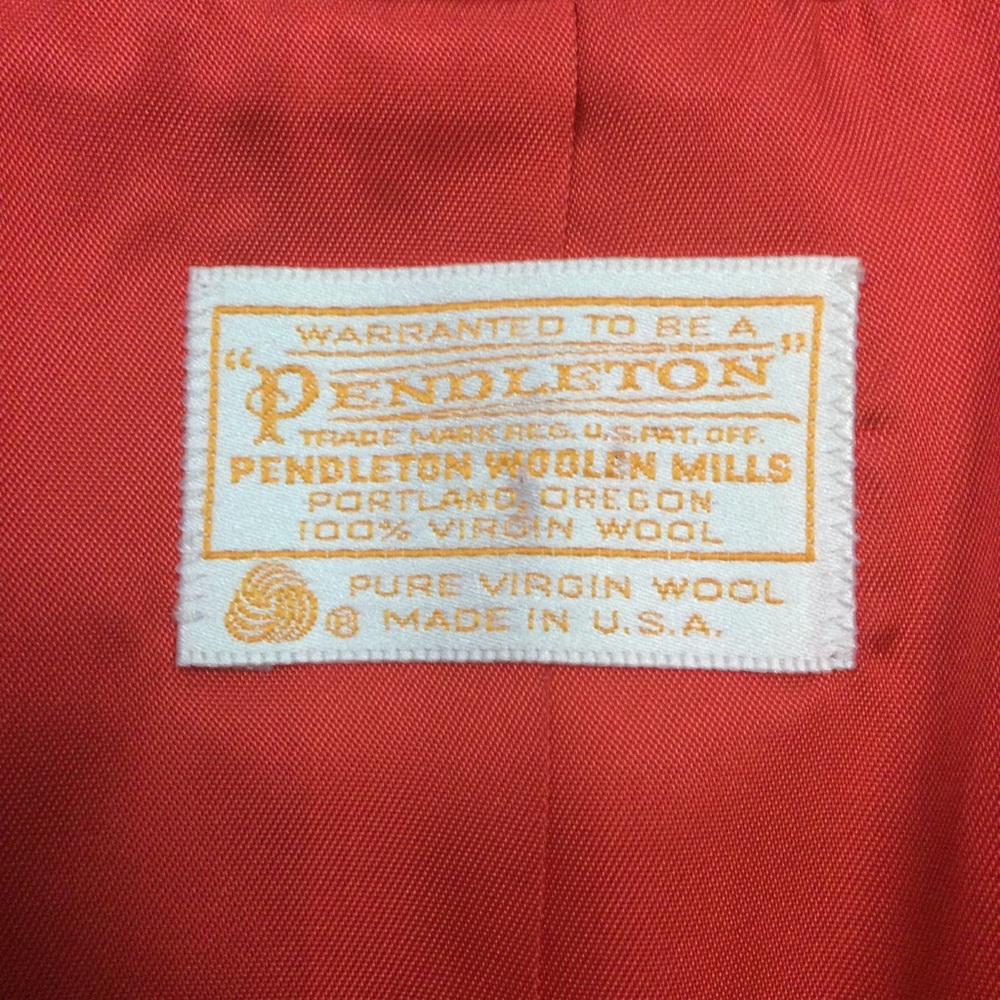 WARRANTED TO BE A
"PENDLETON"
TRADE MARK REG. U.S. PAT. OFF.
PENDLETON WOOLEN MILLS
PORTLAND, OREGON
100% VIRGIN WOOL
PURE VIRGIN WOOL
® MADE IN U.S.A.